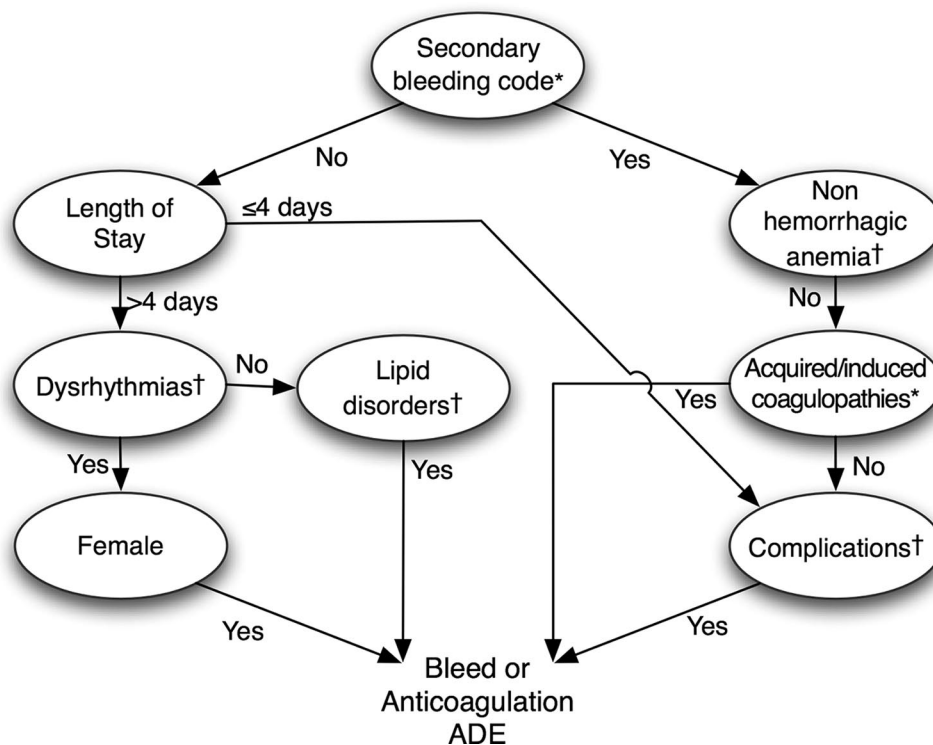 Secondary
bleeding code*
No
Yes
Length of
Stay
≤4 days
Non
hemorrhagic
anemia†
>4 days
No
Dysrhythmias†
No
Lipid
disorders†
Yes
Acquired/induced
coagulopathies*
Yes
Yes
No
Female
Complications†
Yes
Yes
Bleed or
Anticoagulation
ADE